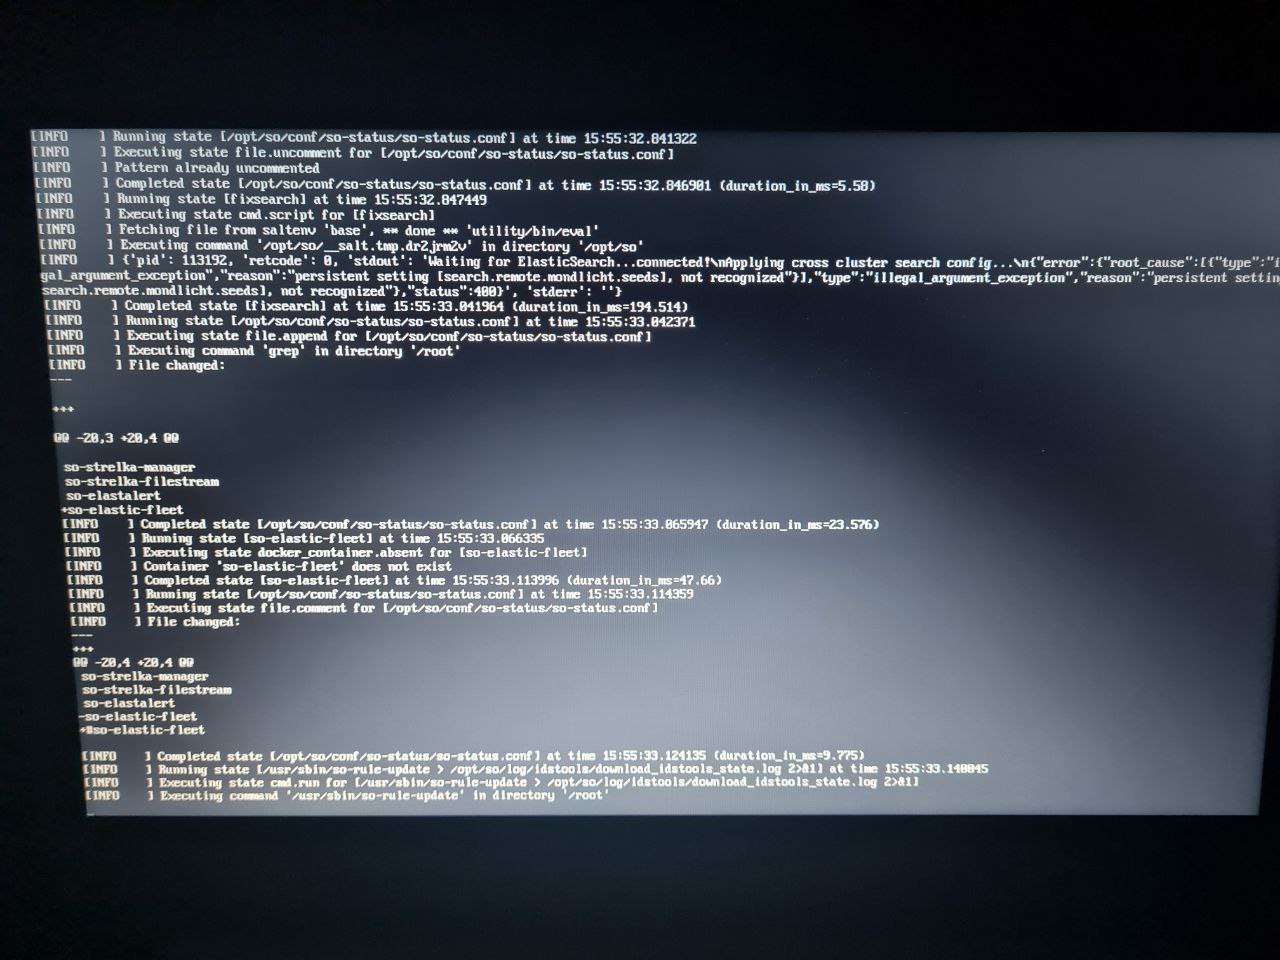 [INFO    ] Running state [/opt/so/conf/so-status/so-status.conf] at time 15:55:32.841322
[INFO    ] Executing state file.uncomment for [/opt/so/conf/so-status/so-status.conf]
[INFO    ] Pattern already uncommented
[INFO    ] Completed state [/opt/so/conf/so-status/so-status.conf] at time 15:55:32.846901 (duration_in_ms=5.58)
[INFO    ] Running state [fixsearch] at time 15:55:32.847449
[INFO    ] Executing state cmd.script for [fixsearch]
[INFO    ] Fetching file from saltenv 'base', ** done ** 'utility/bin/eval'
[INFO    ] Executing command '/opt/so/__salt.tmp.dr2jrm2v' in directory '/opt/so'
[INFO    ] {'pid': 113192, 'retcode': 0, 'stdout': 'Waiting for ElasticSearch...connected!\nApplying cross cluster search config...\n{"error":{"root_cause":[{"type":"i
gal_argument_exception","reason":"persistent setting [search.remote.mondlicht.seeds], not recognized"}],"type":"illegal_argument_exception","reason":"persistent settin
search.remote.mondlicht.seeds], not recognized"},"status":400}', 'stderr': ''}
[INFO    ] Completed state [fixsearch] at time 15:55:33.041964 (duration_in_ms=194.514)
[INFO    ] Running state [/opt/so/conf/so-status/so-status.conf] at time 15:55:33.042371
[INFO    ] Executing state file.append for [/opt/so/conf/so-status/so-status.conf]
[INFO    ] Executing command 'grep' in directory '/root'
[INFO    ] File changed:
---
+++
@@ -20,3 +20,4 @@
so-strelka-manager
so-strelka-filestream
so-elastalert
+so-elastic-fleet
[INFO    ] Completed state [/opt/so/conf/so-status/so-status.conf] at time 15:55:33.065947 (duration_in_ms=23.576)
[INFO    ] Running state [so-elastic-fleet] at time 15:55:33.066335
[INFO    ] Executing state docker_container.absent for [so-elastic-fleet]
[INFO    ] Container 'so-elastic-fleet' does not exist
[INFO    ] Completed state [so-elastic-fleet] at time 15:55:33.113996 (duration_in_ms=47.66)
[INFO    ] Running state [/opt/so/conf/so-status/so-status.conf] at time 15:55:33.114359
[INFO    ] Executing state file.comment for [/opt/so/conf/so-status/so-status.conf]
[INFO    ] File changed:
---
+++
@@ -20,4 +20,4 @@
so-strelka-manager
so-strelka-filestream
so-elastalert
-so-elastic-fleet
+#so-elastic-fleet
[INFO    ] Completed state [/opt/so/conf/so-status/so-status.conf] at time 15:55:33.124135 (duration_in_ms=9.775)
[INFO    ] Running state [/usr/sbin/so-rule-update > /opt/so/log/idstools/download_idstools_state.log 2>&1] at time 15:55:33.140045
[INFO    ] Executing state cmd.run for [/usr/sbin/so-rule-update > /opt/so/log/idstools/download_idstools_state.log 2>&1]
[INFO    ] Executing command '/usr/sbin/so-rule-update' in directory '/root'